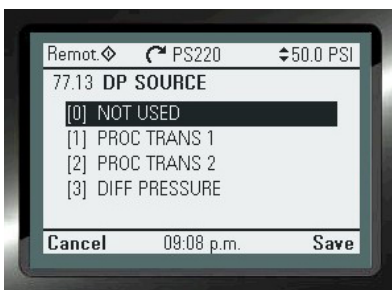 Remot. PS220 50.0 PSI
77.13 DP SOURCE
[0] NOT USED
[1] PROC TRANS 1
[2] PROC TRANS 2
[3] DIFF PRESSURE
Cancel 09:08 p.m. Save